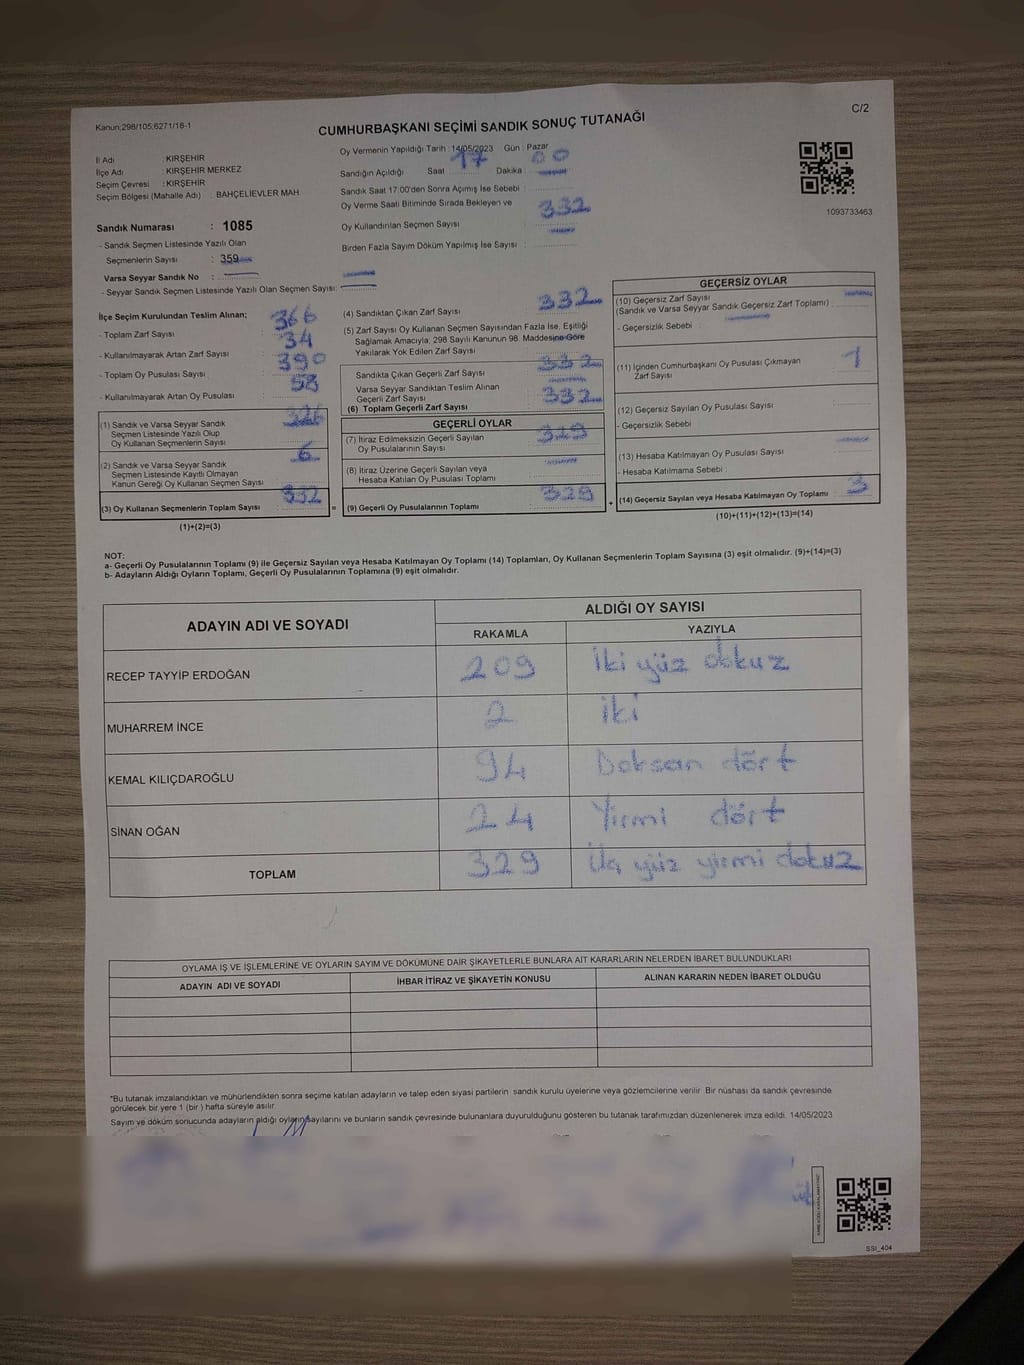 Kanun:298/105;6271/18-1
C/2
CUMHURBAŞKANI SEÇİMİ SANDIK SONUÇ TUTANAĞI
İl Adı : KIRŞEHİR
İlçe Adı : KIRŞEHİR MERKEZ
Seçim Çevresi : KIRŞEHİR
Seçim Bölgesi (Mahalle Adı) : BAHÇELİEVLER MAH.
Oy Vermenin Yapıldığı Tarih : 14/05/2023 Gün : Pazar
Sandığın Açıldığı Saat 17 Dakika 00
Sandık Saat 17:00'den Sonra Açımış İse Sebebi :
Oy Verme Saati Bitiminde Sırada Bekleyen ve
Oy Kullandırılan Seçmen Sayısı 332
Birden Fazla Sayım Döküm Yapılmış İse Sayısı :
1093733463
Sandık Numarası : 1085
- Sandık Seçmen Listesinde Yazılı Olan
Seçmenlerin Sayısı : 359
Varsa Seyyar Sandık No :
- Seyyar Sandık Seçmen Listesinde Yazılı Olan Seçmen Sayısı:
İlçe Seçim Kurulundan Teslim Alınan;
- Toplam Zarf Sayısı : 366
- Kullanılmayarak Artan Zarf Sayısı : 34
- Toplam Oy Pusulası Sayısı : 390
- Kullanılmayarak Artan Oy Pusulası : 58
(1) Sandık ve Varsa Seyyar Sandık
Seçmen Listesinde Yazılı Olup
Oy Kullanan Seçmenlerin Sayısı 326
(2) Sandık ve Varsa Seyyar Sandık
Seçmen Listesinde Kayıtlı Olmayan
Kanun Gereği Oy Kullanan Seçmen Sayısı 6
(3) Oy Kullanan Seçmenlerin Toplam Sayısı 332
(1)+(2)=(3)
(4) Sandıktan Çıkan Zarf Sayısı : 332
(5) Zarf Sayısı Oy Kullanan Seçmen Sayısından Fazla İse, Eşitliği
Sağlamak Amacıyla; 298 Sayılı Kanunun 98. Maddesine Göre
Yakılarak Yok Edilen Zarf Sayısı
Sandıkta Çıkan Geçerli Zarf Sayısı : 332
Varsa Seyyar Sandıktan Teslim Alınan
Geçerli Zarf Sayısı
(6) Toplam Geçerli Zarf Sayısı : 332
GEÇERLİ OYLAR
(7) İtiraz Edilmeksizin Geçerli Sayılan
Oy Pusulalarının Sayısı : 329
(8) İtiraz Üzerine Geçerli Sayılan veya
Hesaba Katılan Oy Pusulası Toplamı
(9) Geçerli Oy Pusulalarının Toplamı : 329
GEÇERSİZ OYLAR
(10) Geçersiz Zarf Sayısı
(Sandık ve Varsa Seyyar Sandık Geçersiz Zarf Toplamı)
- Geçersizlik Sebebi :
(11) İçinden Cumhurbaşkanı Oy Pusulası Çıkmayan
Zarf Sayısı 1
(12) Geçersiz Sayılan Oy Pusulası Sayısı
- Geçersizlik Sebebi :
(13) Hesaba Katılmayan Oy Pusulası Sayısı
- Hesaba Katılmama Sebebi :
(14) Geçersiz Sayılan veya Hesaba Katılmayan Oy Toplamı : 3
(10)+(11)+(12)+(13)=(14)
NOT:
a- Geçerli Oy Pusulalarının Toplamı (9) ile Geçersiz Sayılan veya Hesaba Katılmayan Oy Toplamı (14) Toplamları, Oy Kullanan Seçmenlerin Toplam Sayısına (3) eşit olmalıdır. (9)+(14)=(3)
b- Adayların Aldığı Oyların Toplamı, Geçerli Oy Pusulalarının Toplamına (9) eşit olmalıdır.
ADAYIN ADI VE SOYADI
ALDIĞI OY SAYISI
RAKAMLA YAZIYLA
RECEP TAYYİP ERDOĞAN 209 İki yüz dokuz
MUHARREM İNCE 2 İki
KEMAL KILIÇDAROĞLU 94 Doksan dört
SİNAN OĞAN 24 Yirmi dört
TOPLAM 329 Üç yüz yirmi dokuz
OYLAMA İŞ VE İŞLEMLERİNE VE OYLARIN SAYIM VE DÖKÜMÜNE DAİR ŞİKAYETLERLE BUNLARA AİT KARARLARIN NELERDEN İBARET BULUNDUKLARI
ADAYIN ADI VE SOYADI İHBAR İTİRAZ VE ŞİKAYETİN KONUSU ALINAN KARARIN NEDEN İBARET OLDUĞU
*Bu tutanak imzalandıktan ve mühürlendikten sonra seçime katılan adayların ve talep eden siyasi partilerin sandık kurulu üyelerine veya gözlemcilerine verilir. Bir nüshası da sandık çevresinde
görülecek bir yere 1 (bir ) hafta süreyle asılır.
Sayım ve döküm sonucunda adayların aldığı oyların sayılarını ve bunların sandık çevresinde bulunanlara duyurulduğunu gösteren bu tutanak tarafımızdan düzenlenerek imza edildi. 14/05/2023
SSI_404